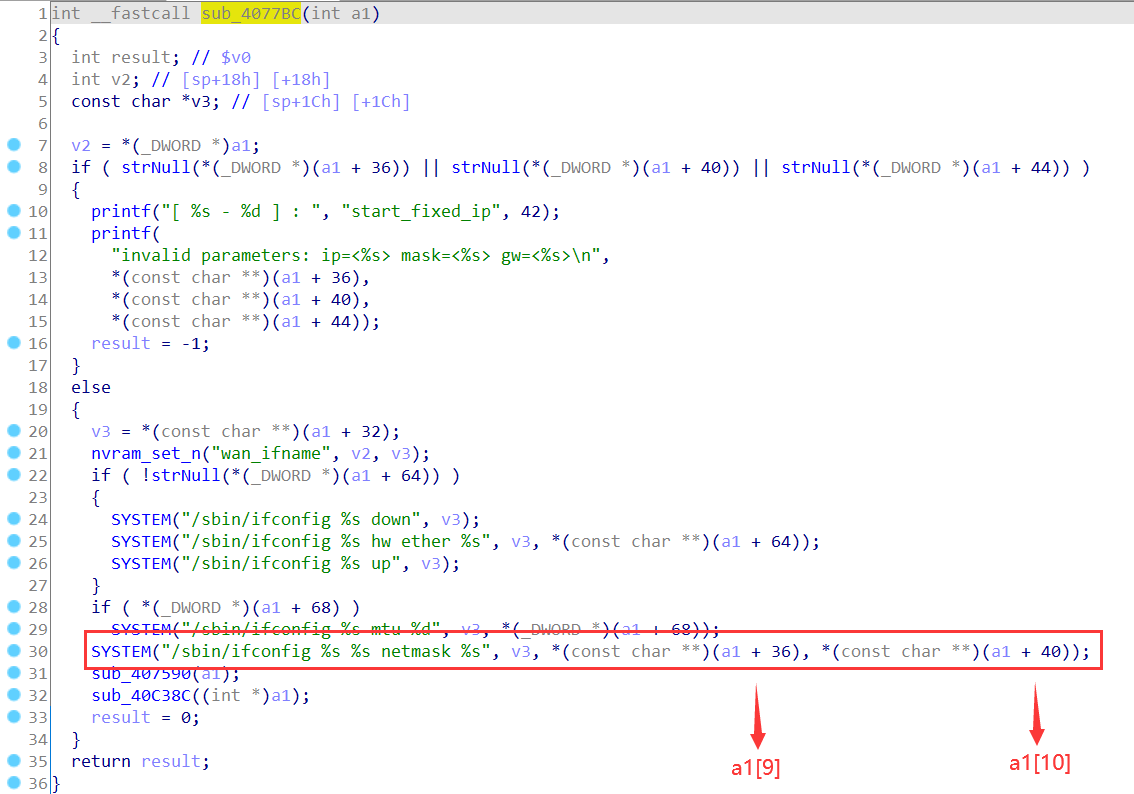 1 int __fastcall sub_4077BC(int a1)
2 {
3 int result; // $v0
4 int v2; // [sp+18h] [+18h]
5 const char *v3; // [sp+1Ch] [+1Ch]
6
7 v2 = *(_DWORD *)a1;
8 if ( strNull(*(_DWORD *)(a1 + 36)) || strNull(*(_DWORD *)(a1 + 40)) || strNull(*(_DWORD *)(a1 + 44)) )
9 {
10 printf("[ %s - %d ] : ", "start_fixed_ip", 42);
11 printf(
12 "invalid parameters: ip=<%s> mask=<%s> gw=<%s>\n",
13 *(const char **)(a1 + 36),
14 *(const char **)(a1 + 40),
15 *(const char **)(a1 + 44));
16 result = -1;
17 }
18 else
19 {
20 v3 = *(const char **)(a1 + 32);
21 nvram_set_n("wan_ifname", v2, v3);
22 if ( !strNull(*(_DWORD *)(a1 + 64)) )
23 {
24 SYSTEM("/sbin/ifconfig %s down", v3);
25 SYSTEM("/sbin/ifconfig %s hw ether %s", v3, *(const char **)(a1 + 64));
26 SYSTEM("/sbin/ifconfig %s up", v3);
27 }
28 if ( *(_DWORD *)(a1 + 68) )
29 SYSTEM("/sbin/ifconfig %s mtu %d", v3, *(_DWORD *)(a1 + 68));
30 SYSTEM("/sbin/ifconfig %s %s netmask %s", v3, *(const char **)(a1 + 36), *(const char **)(a1 + 40));
31 sub_407590(a1);
32 sub_40C38C((int *)a1);
33 result = 0;
34 }
35 return result;
36 }
a1[9]
a1[10]